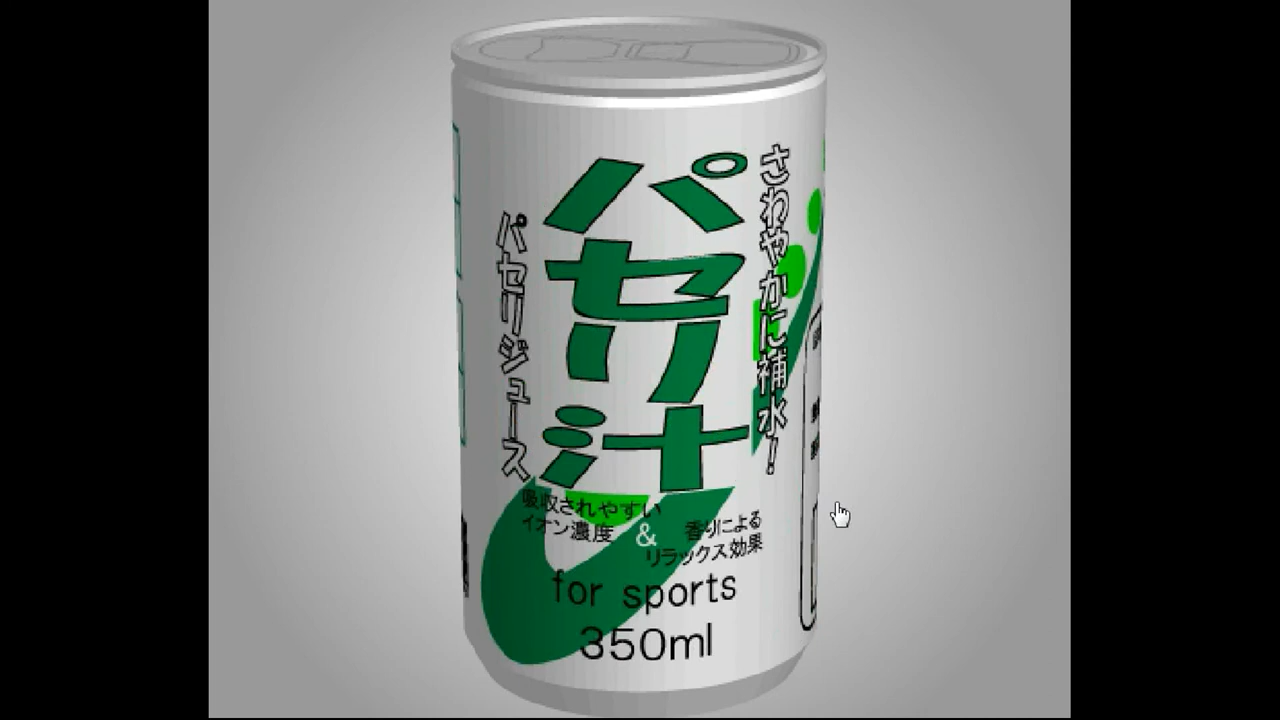 さわやかに補水！
パセリ汁
パセリジュース
吸収されやすい
イオン濃度
&
香りによる
リラックス効果
for sports
350ml